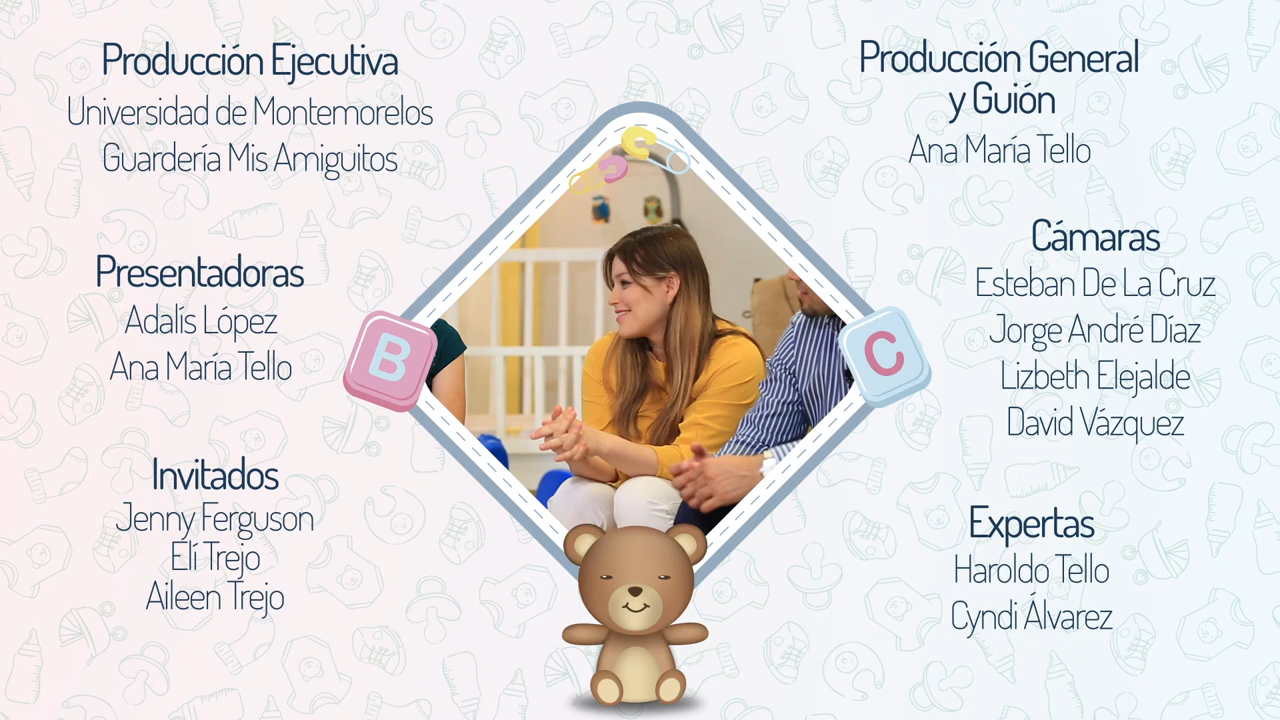 Producción Ejecutiva
Universidad de Montemorelos
Guardería Mis Amiguitos
Presentadoras
Adalís López
Ana María Tello
Invitados
Jenny Ferguson
Elí Trejo
Aileen Trejo
B
C
Producción General
y Guión
Ana María Tello
Cámaras
Esteban De La Cruz
Jorge André Díaz
Lizbeth Elejalde
David Vázquez
Expertas
Haroldo Tello
Cyndi Álvarez